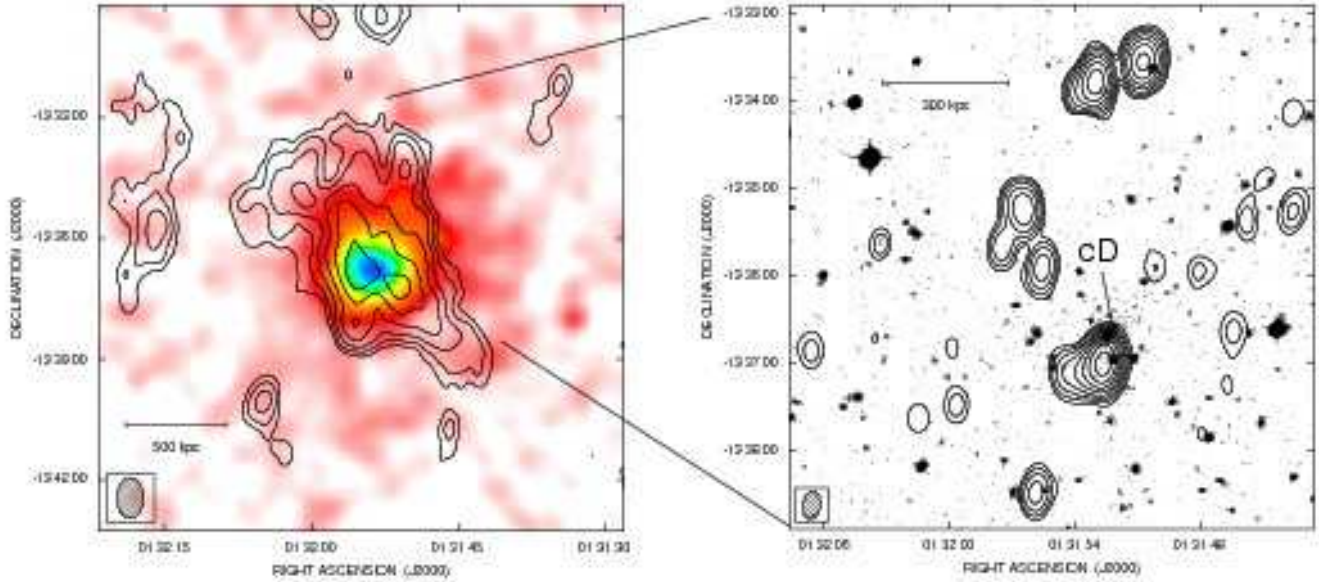 -13 33 00
-13 36 00
-13 39 00
-13 42 00
DECLINATION (J2000)
500 kpc
01 32 15
01 32 00
01 31 45
01 31 30
RIGHT ASCENSION (J2000)
-13 33 00
-13 34 00
-13 35 00
-13 36 00
-13 37 00
-13 38 00
DECLINATION (J2000)
300 kpc
cD
01 32 06
01 32 00
01 31 54
01 31 48
RIGHT ASCENSION (J2000)